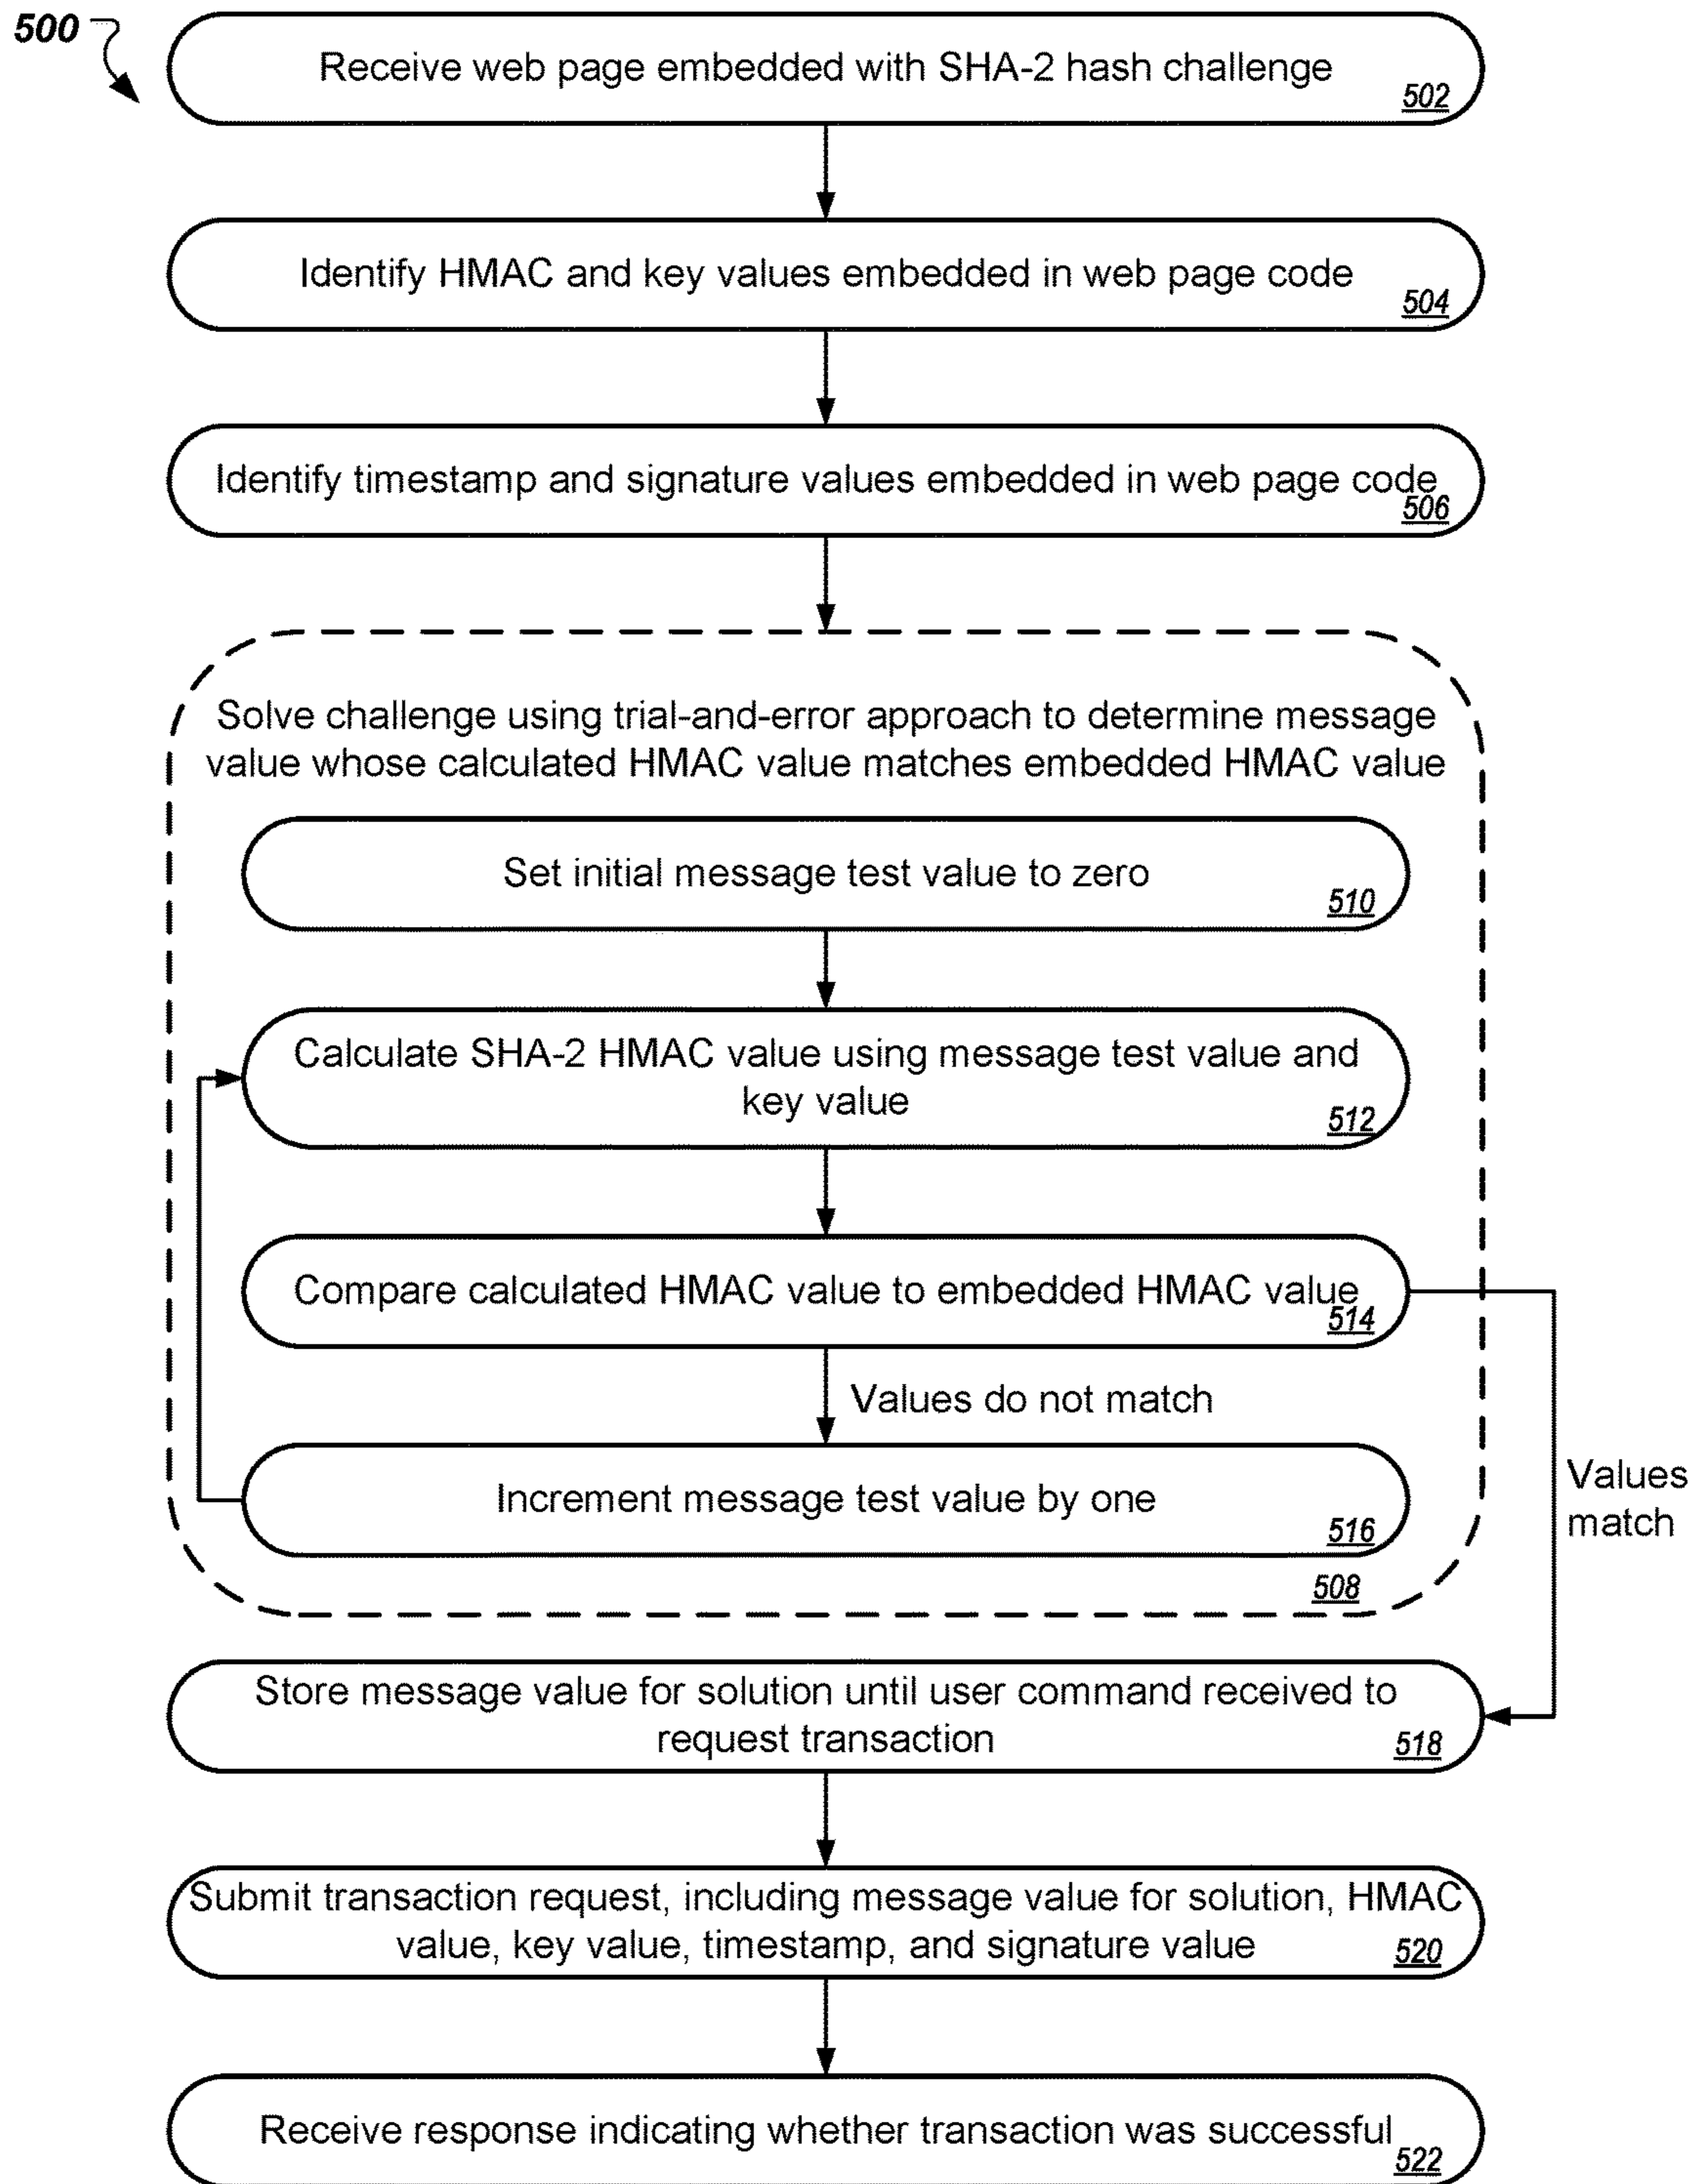 500
Receive web page embedded with SHA-2 hash challenge
502
Identify HMAC and key values embedded in web page code
504
Identify timestamp and signature values embedded in web page code
506
Solve challenge using trial-and-error approach to determine message
value whose calculated HMAC value matches embedded HMAC value
Set initial message test value to zero
510
Calculate SHA-2 HMAC value using message test value and
key value
512
Compare calculated HMAC value to embedded HMAC value
514
Values do not match
Values
match
Increment message test value by one
516
508
Store message value for solution until user command received to
request transaction
518
Submit transaction request, including message value for solution, HMAC
value, key value, timestamp, and signature value
520
Receive response indicating whether transaction was successful
522